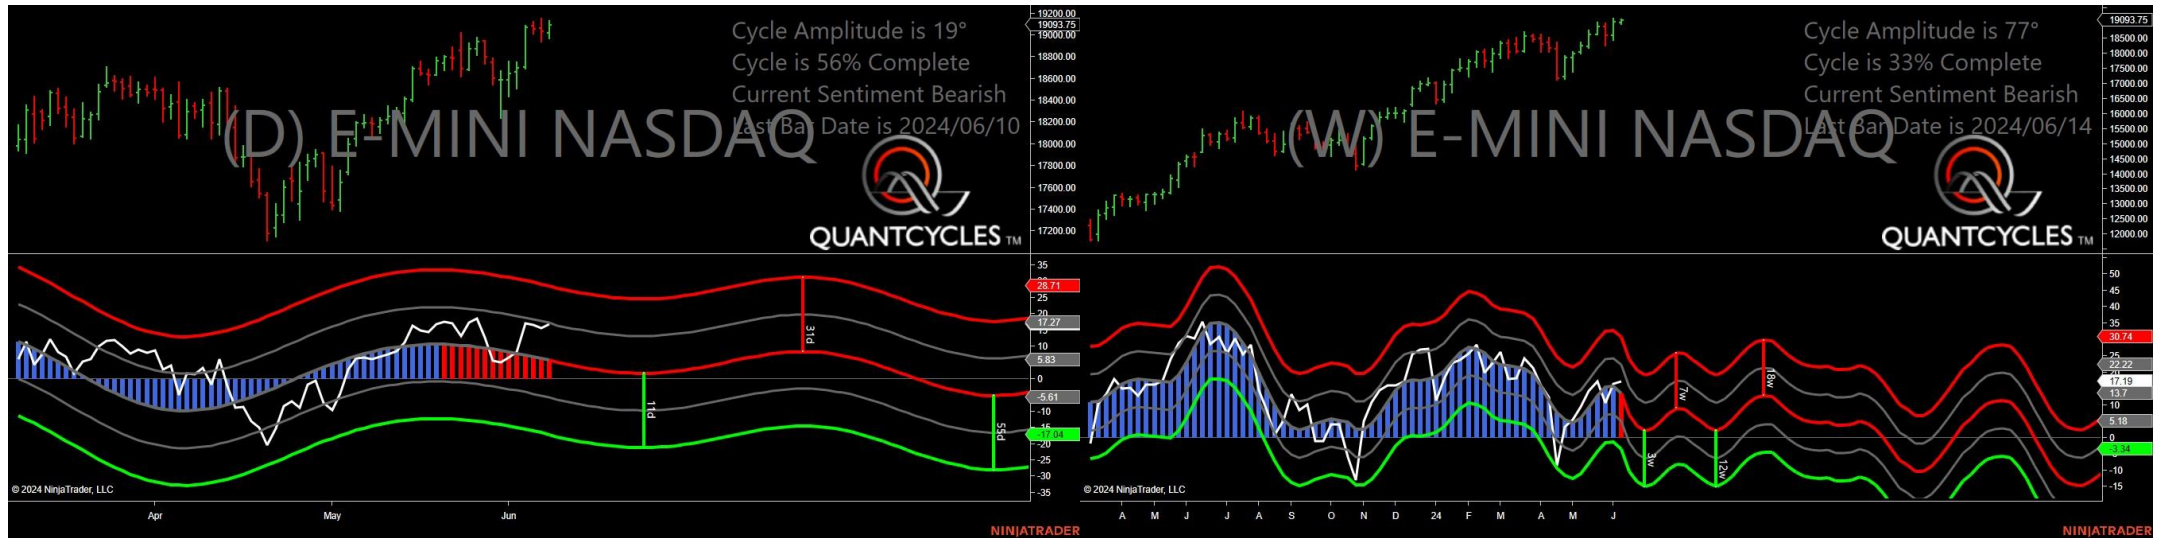 Cycle Amplitude is 19°
Cycle is 56% Complete
Current Sentiment Bearish
Last Bar Date is 2024/06/10
(D) E-MINI NASDAQ
QUANTCYCLES TM
19200.00
19093.75
19000.00
18800.00
18600.00
18400.00
18200.00
18000.00
17800.00
17600.00
17400.00
17200.00
35
28.71
25
20
17.27
15
10
5.83
0
-5.61
-10
-17.04
-20
-25
-30
-35
31d
11d
55d
© 2024 NinjaTrader, LLC
Apr May Jun
NINJATRADER
Cycle Amplitude is 77°
Cycle is 33% Complete
Current Sentiment Bearish
Last Bar Date is 2024/06/14
(W) E-MINI NASDAQ
QUANTCYCLES TM
19093.75
18500.00
18000.00
17500.00
17000.00
16500.00
16000.00
15500.00
15000.00
14500.00
14000.00
13500.00
13000.00
12500.00
12000.00
50
45
40
35
30.74
25
22.22
17.19
13.7
10
5.18
0
-3.34
-10
-15
7w
18w
3w
12w
© 2024 NinjaTrader, LLC
A M J J A S O N D 24 F M A M J
NINJATRADER